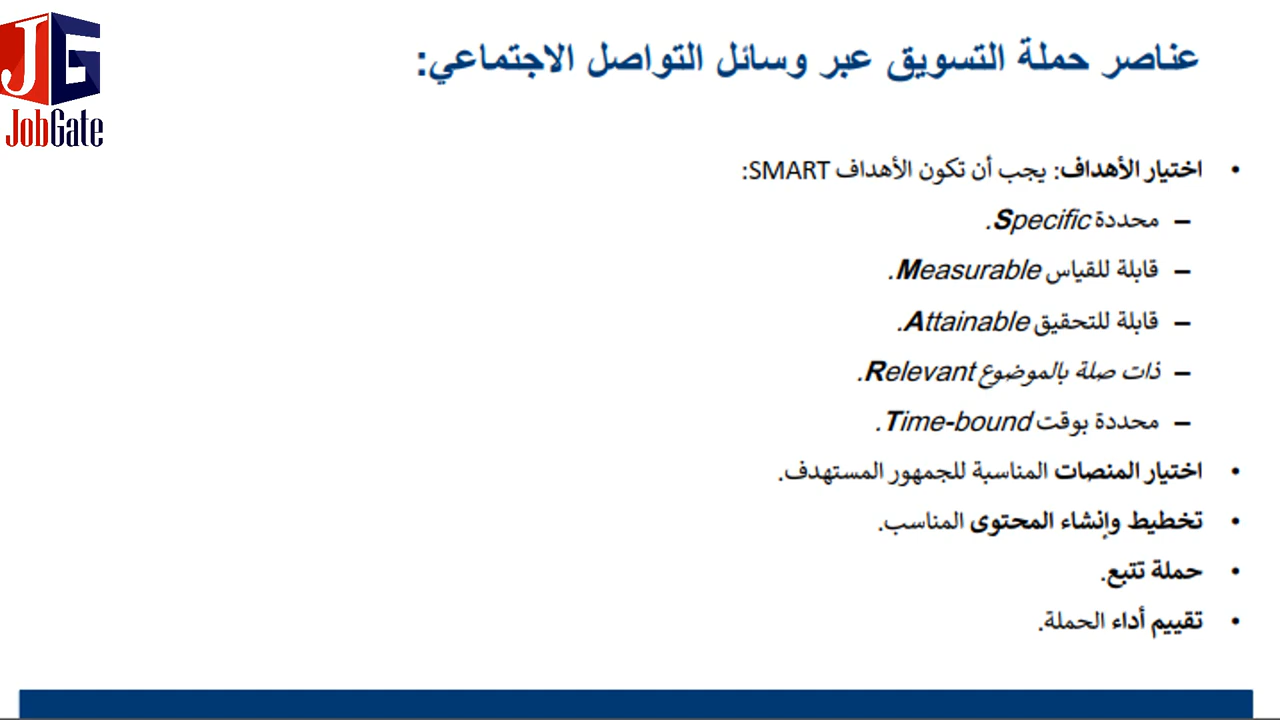 JG
JobGate
عناصر حملة التسويق عبر وسائل التواصل الاجتماعي:
• اختيار الأهداف: يجب أن تكون الأهداف SMART:
– محددة Specific.
– قابلة للقياس Measurable.
– قابلة للتحقيق Attainable.
– ذات صلة بالموضوع Relevant.
– محددة بوقت Time-bound.
• اختيار المنصات المناسبة للجمهور المستهدف.
• تخطيط وإنشاء المحتوى المناسب.
• حملة تتبع.
• تقييم أداء الحملة.